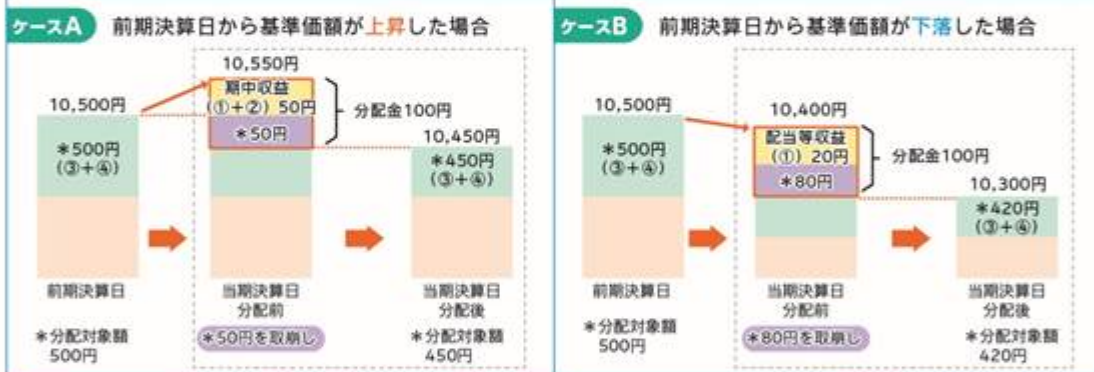 ケースA 前期決算日から基準価額が上昇した場合
10,550円
期中収益
(①+②) 50円
*50円
分配金100円
10,500円
*500円
(③+④)
10,450円
*450円
(③+④)
前期決算日
当期決算日
分配前
当期決算日
分配後
*分配対象額
500円
*50円を取崩し
*分配対象額
450円
ケースB 前期決算日から基準価額が下落した場合
10,500円
*500円
(③+④)
10,400円
配当等収益
(①) 20円
*80円
分配金100円
10,300円
*420円
(③+④)
前期決算日
当期決算日
分配前
当期決算日
分配後
*分配対象額
500円
*80円を取崩し
*分配対象額
420円